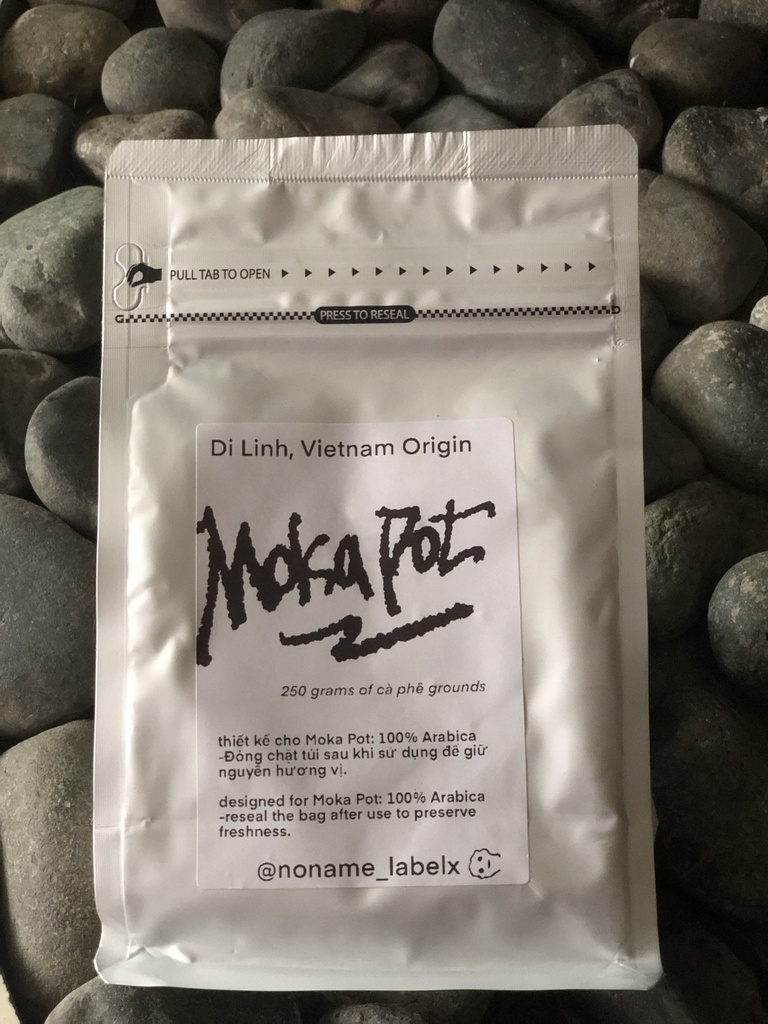 PULL TAB TO OPEN
PRESS TO RESEAL
Di Linh, Vietnam Origin
Moka Pot
250 grams of cà phê grounds
thiết kế cho Moka Pot: 100% Arabica
-Đóng chặt túi sau khi sử dụng để giữ
nguyên hương vị.
designed for Moka Pot: 100% Arabica
-reseal the bag after use to preserve
freshness.
@noname_labelx